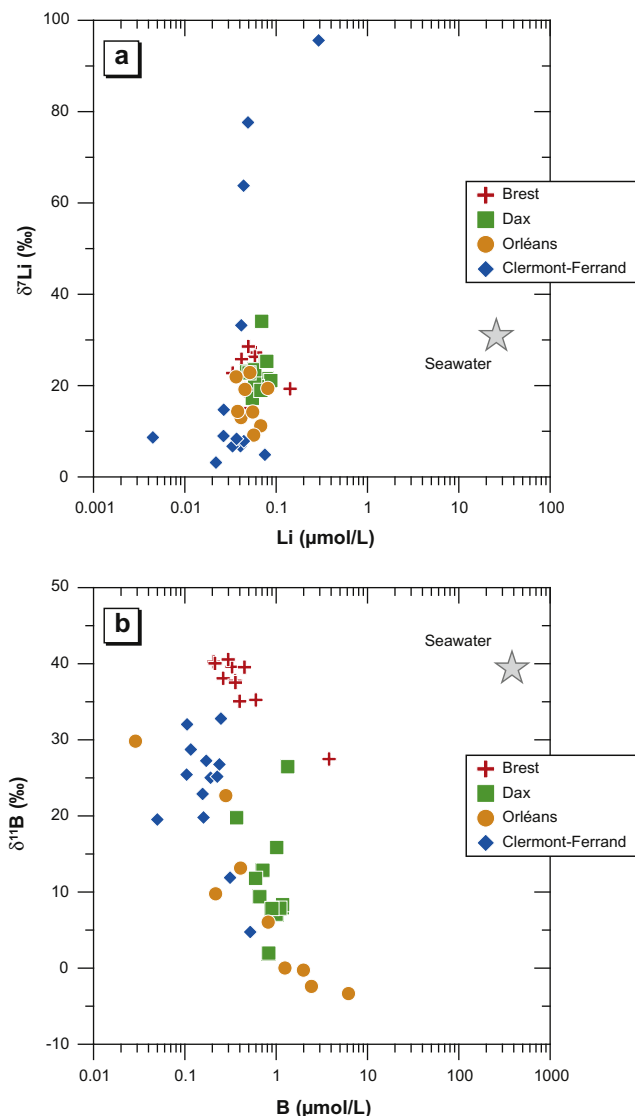 a
100
80
60
40
20
0
δ⁷Li (‰)
Brest
Dax
Orléans
Clermont-Ferrand
Seawater
0.001 0.01 0.1 1 10 100
Li (µmol/L)
b
50
40
30
20
10
0
-10
δ¹¹B (‰)
Seawater
Brest
Dax
Orléans
Clermont-Ferrand
0.01 0.1 1 10 100 1000
B (µmol/L)